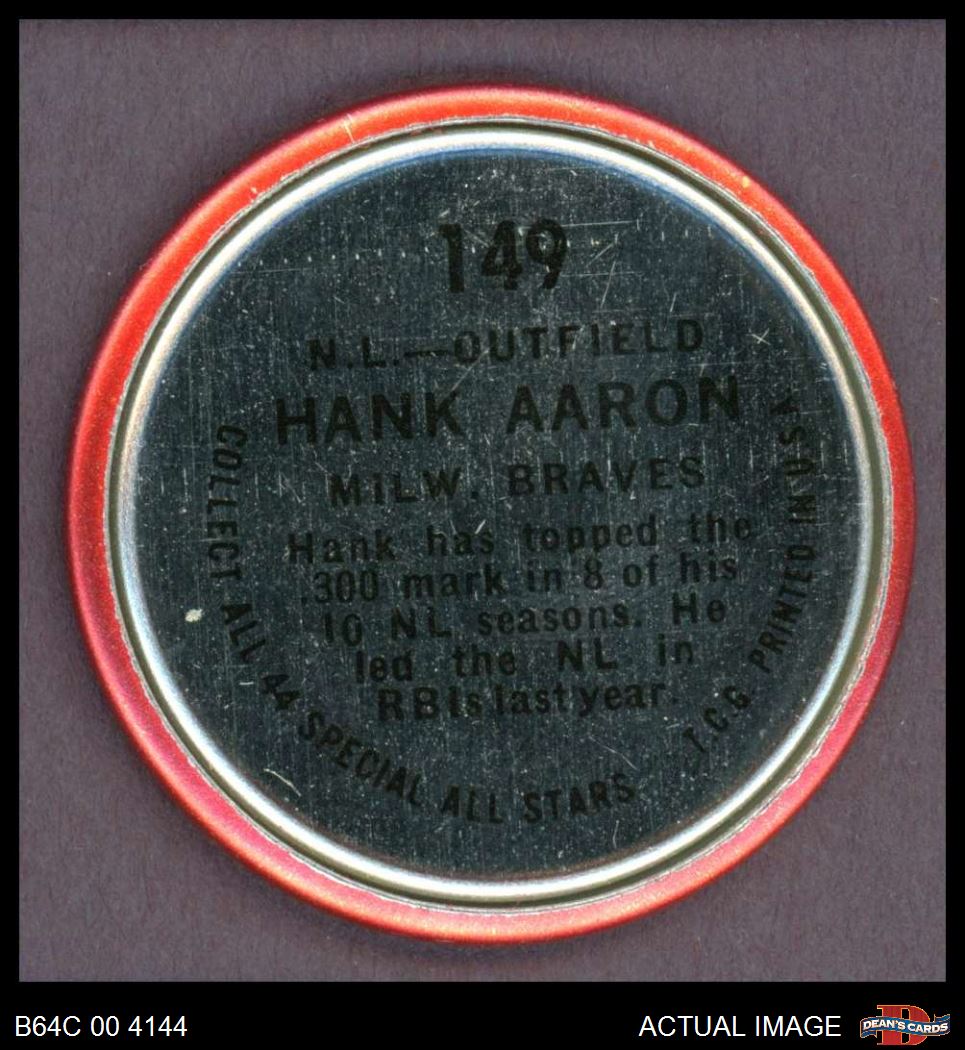 149
N.L.—OUTFIELD
HANK AARON
MILW. BRAVES
Hank has topped the
.300 mark in 8 of his
10 NL seasons. He
led the NL in
RBIs last year.
COLLECT ALL 44 SPECIAL ALL STARS
T.C.G. PRINTED IN U S A
B64C 00 4144
ACTUAL IMAGE
DEAN'S CARDS